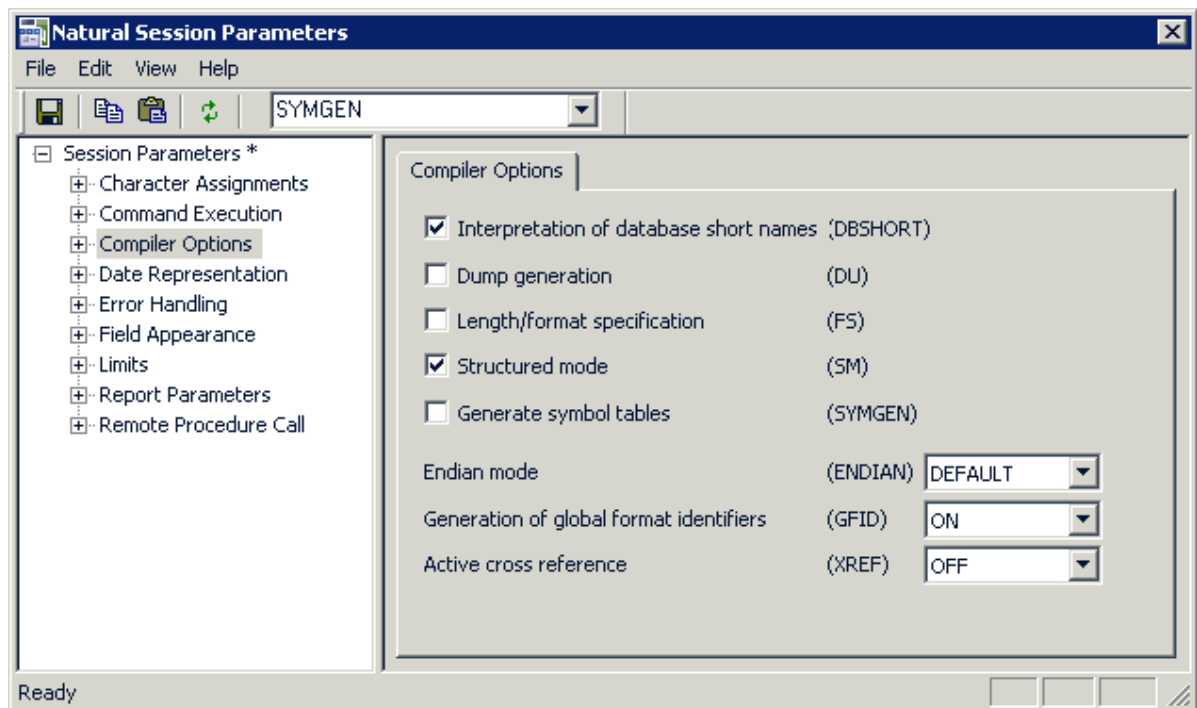 Natural Session Parameters
File Edit View Help
SYMGEN
Session Parameters *
Character Assignments
Command Execution
Compiler Options
Date Representation
Error Handling
Field Appearance
Limits
Report Parameters
Remote Procedure Call
Compiler Options
Interpretation of database short names (DBSHORT)
Dump generation (DU)
Length/format specification (FS)
Structured mode (SM)
Generate symbol tables (SYMGEN)
Endian mode (ENDIAN) DEFAULT
Generation of global format identifiers (GFID) ON
Active cross reference (XREF) OFF
Ready